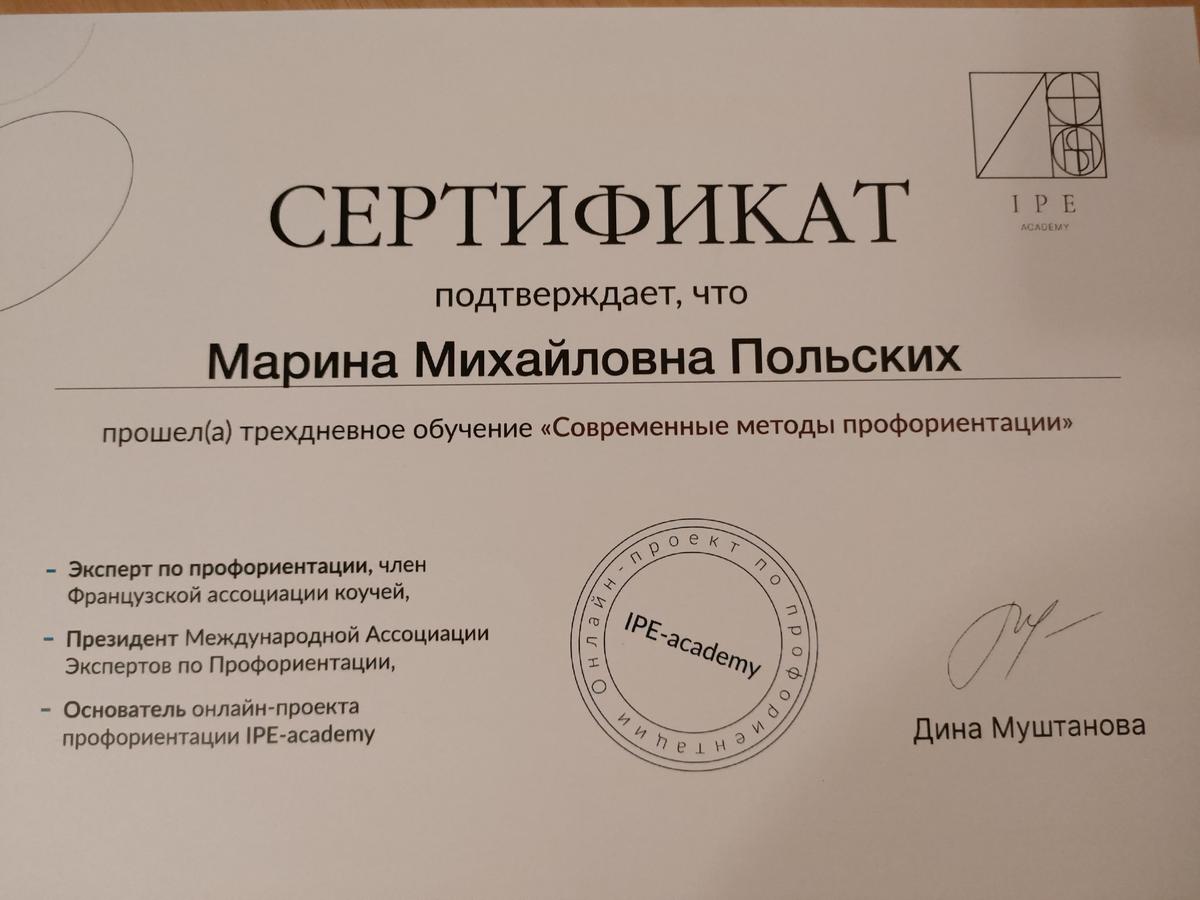 IPE
ACADEMY
СЕРТИФИКАТ
подтверждает, что
Марина Михайловна Польских
прошел(а) трехдневное обучение «Современные методы профориентации»
– Эксперт по профориентации, член
Французской ассоциации коучей,
– Президент Международной Ассоциации
Экспертов по Профориентации,
– Основатель онлайн-проекта
профориентации IPE-academy
Онлайн-проект по профориентации
IPE-academy
Дина Муштанова